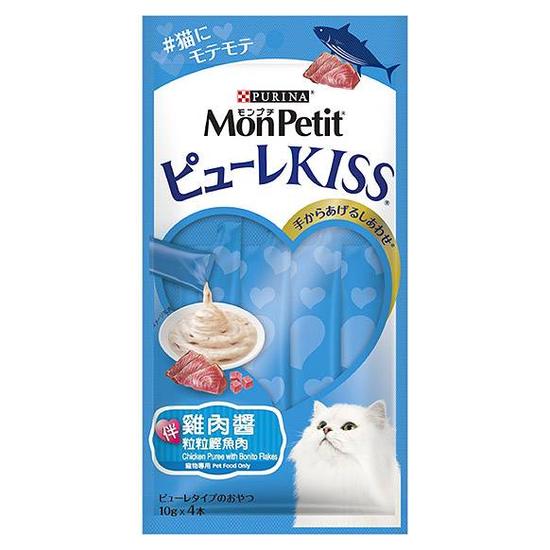 #猫に
モテモテ
PURINA®
モンプチ
MonPetit®
ピューレKISS®
手からあげるしあわせ
伴
雞肉醬
粒粒鰹魚肉
Chicken Puree with Bonito Flakes
寵物專用 Pet Food Only
ピューレタイプのおやつ
10g x 4本